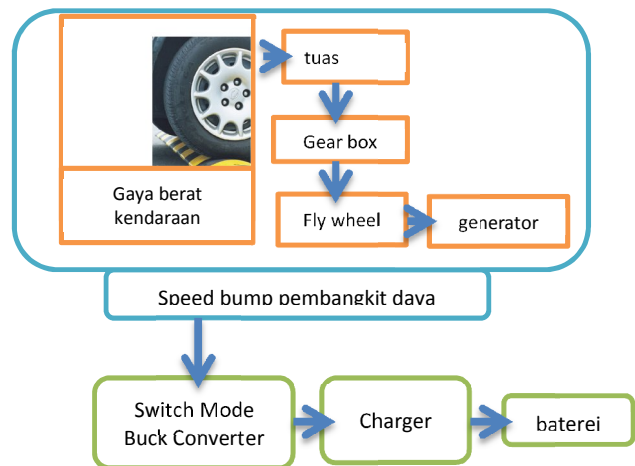 tuas
Gear box
Gaya berat
kendaraan
Fly wheel
generator
Speed bump pembangkit daya
Switch Mode
Buck Converter
Charger
baterei